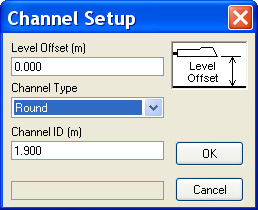 Channel Setup
Level Offset (m)
0.000
Level
Offset
Channel Type
Round
Channel ID (m)
1.900
OK
Cancel